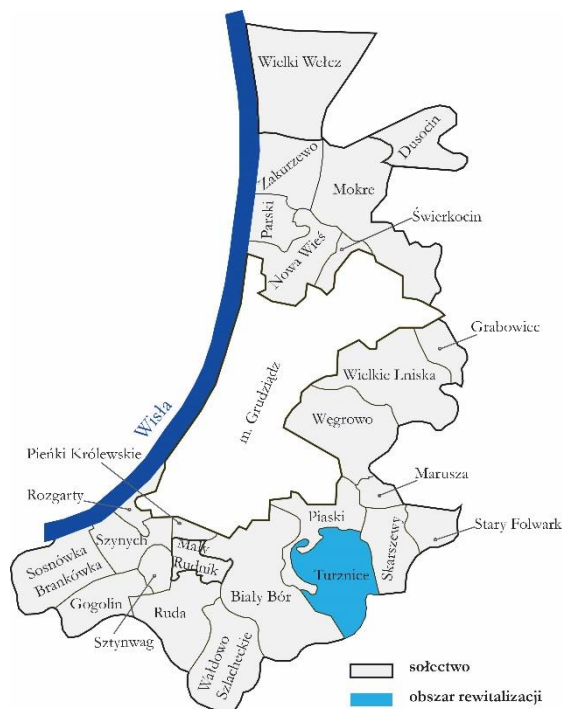 Wielki Wełcz
Dusocin
Zakurzewo
Mokre
Parski
Świerkocin
Nowa Wieś
Grabowiec
Wielkie Lniska
m. Grudziądz
Węgrowo
Wisła
Pieńki Królewskie
Marusza
Rozgarty
Piaski
Stary Folwark
Szynych
Mały
Rudnik
Skarszewy
Sosnówka
Brankówka
Turznice
Biały Bór
Gogolin
Ruda
Sztynwag
Wałdowo
Szlacheckie
sołectwo
obszar rewitalizacji